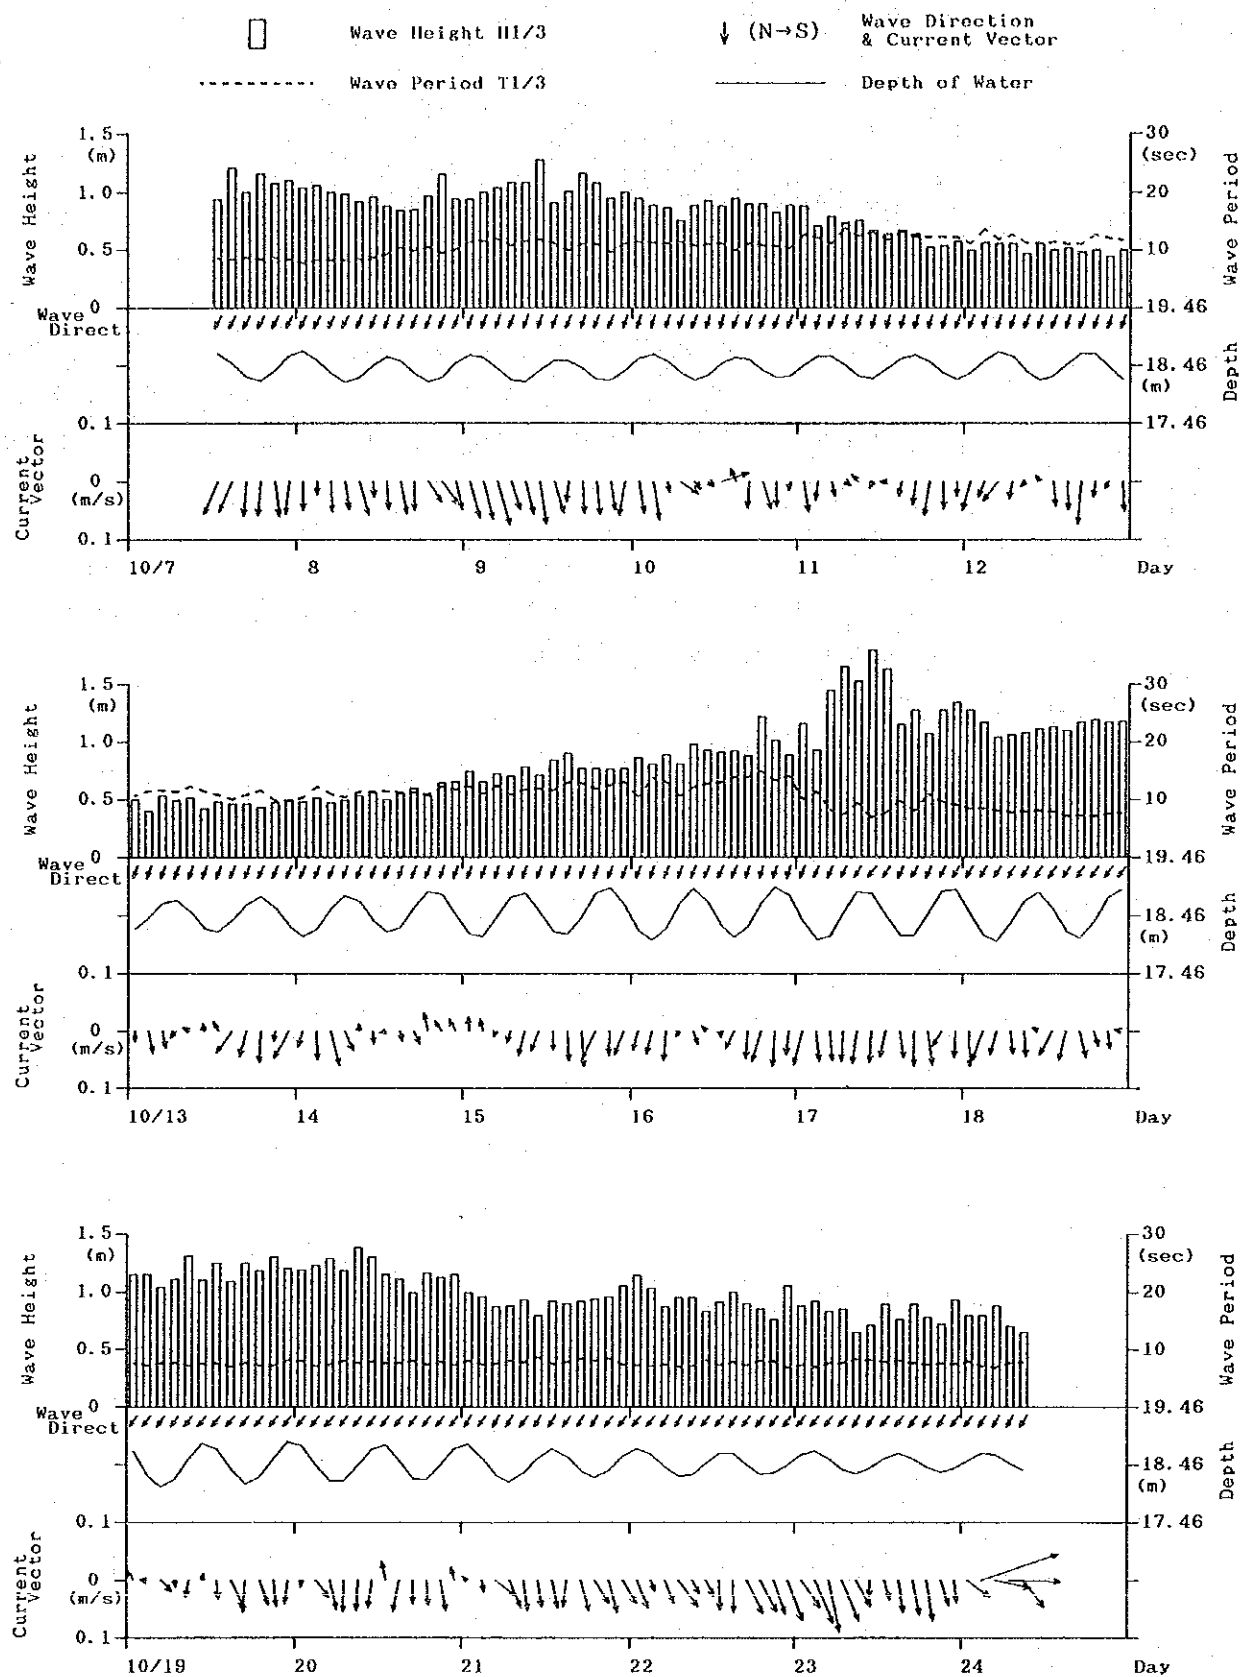 Wave Height H1/3
(N→S)
Wave Direction
& Current Vector
Wave Period T1/3
Depth of Water
1.5
(m)
1.0
0.5
0
Wave Height
30
(sec)
20
10
Wave Period
Wave
Direct
19.46
18.46
(m)
17.46
Depth
0.1
0
(m/s)
0.1
Current
Vector
10/7 8 9 10 11 12 Day
1.5
(m)
1.0
0.5
0
Wave Height
30
(sec)
20
10
Wave Period
Wave
Direct
19.46
18.46
(m)
17.46
Depth
0.1
0
(m/s)
0.1
Current
Vector
10/13 14 15 16 17 18 Day
1.5
(m)
1.0
0.5
0
Wave Height
30
(sec)
20
10
Wave Period
Wave
Direct
19.46
18.46
(m)
17.46
Depth
0.1
0
(m/s)
0.1
Current
Vector
10/19 20 21 22 23 24 Day